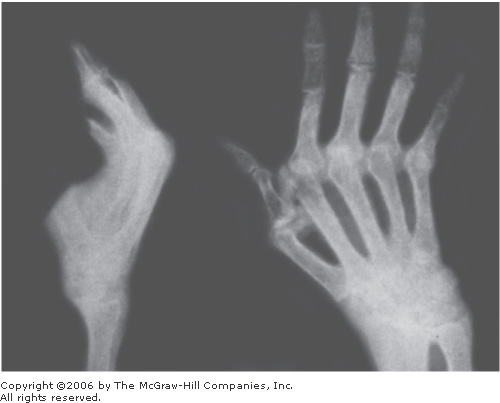 Copyright ©2006 by The McGraw-Hill Companies, Inc.
All rights reserved.